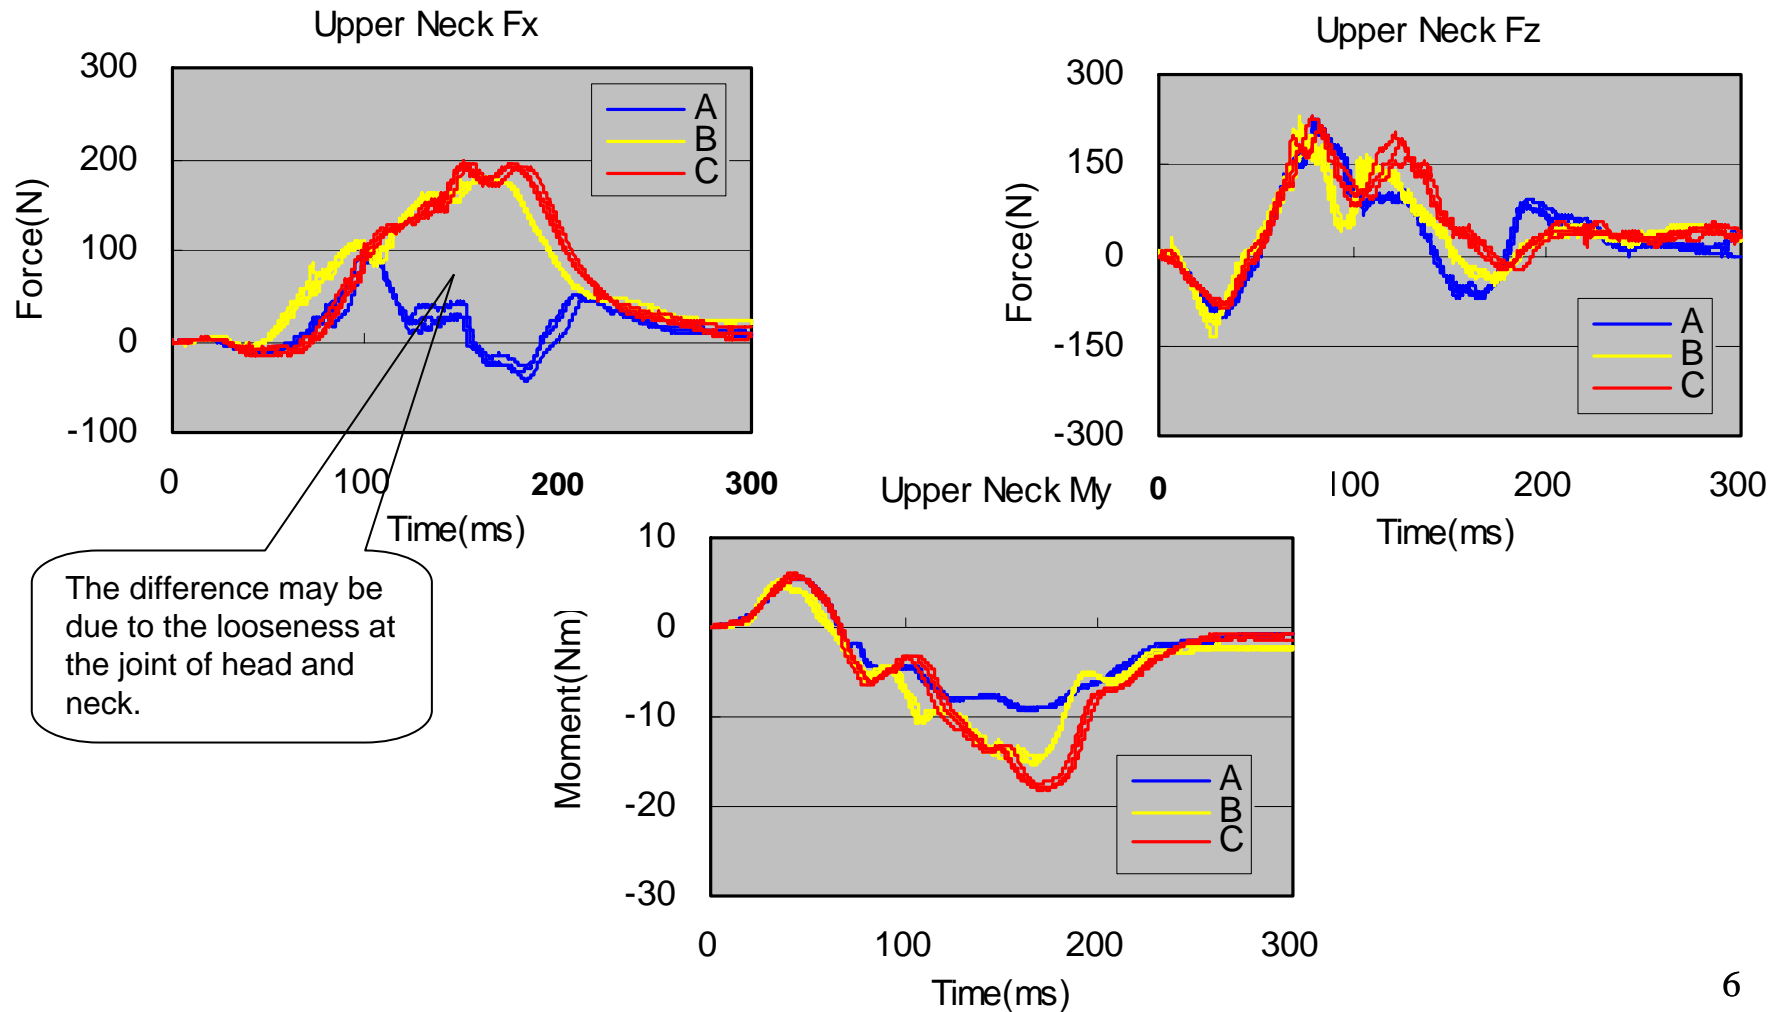 Upper Neck Fx
300
200
100
0
-100
Force(N)
A
B
C
0
100
200
300
Time(ms)
Upper Neck Fz
300
150
0
-150
-300
Force(N)
A
B
C
0
100
200
300
Time(ms)
The difference may be
due to the looseness at
the joint of head and
neck.
Upper Neck My
10
0
-10
-20
-30
Moment(Nm)
A
B
C
0
100
200
300
Time(ms)
6